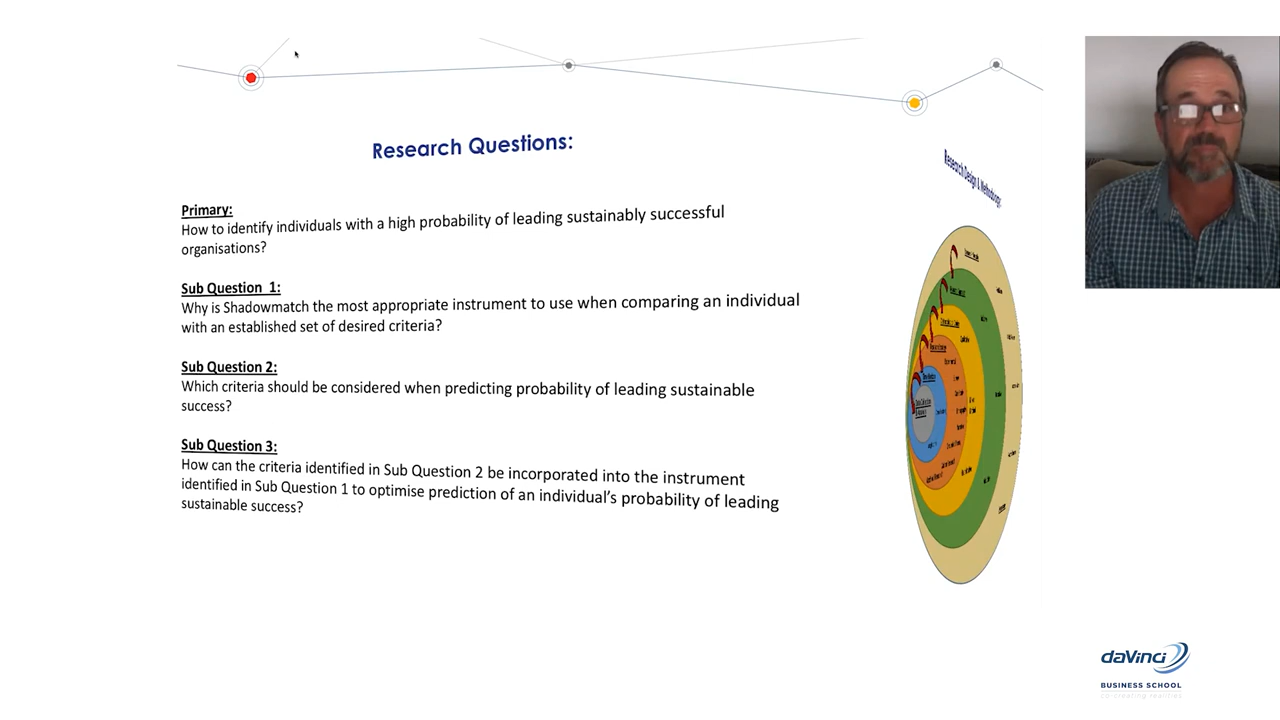 Research Questions:
Research Design & Methodology:
Primary:
How to identify individuals with a high probability of leading sustainably successful
organisations?
Sub Question 1:
Why is Shadowmatch the most appropriate instrument to use when comparing an individual
with an established set of desired criteria?
Sub Question 2:
Which criteria should be considered when predicting probability of leading sustainable
success?
Sub Question 3:
How can the criteria identified in Sub Question 2 be incorporated into the instrument
identified in Sub Question 1 to optimise prediction of an individual's probability of leading
sustainable success?
daVinci
BUSINESS SCHOOL
co-creating realities